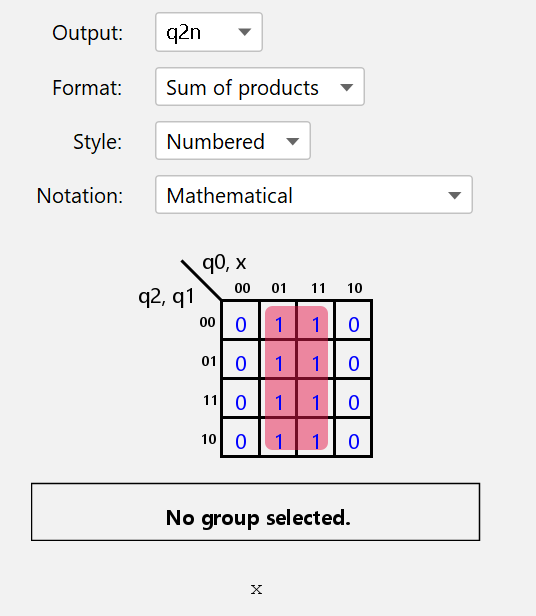 Output: q2n
Format: Sum of products
Style: Numbered
Notation: Mathematical
q0, x
q2, q1
00 01 11 10
00 0 1 1 0
01 0 1 1 0
11 0 1 1 0
10 0 1 1 0
No group selected.
x